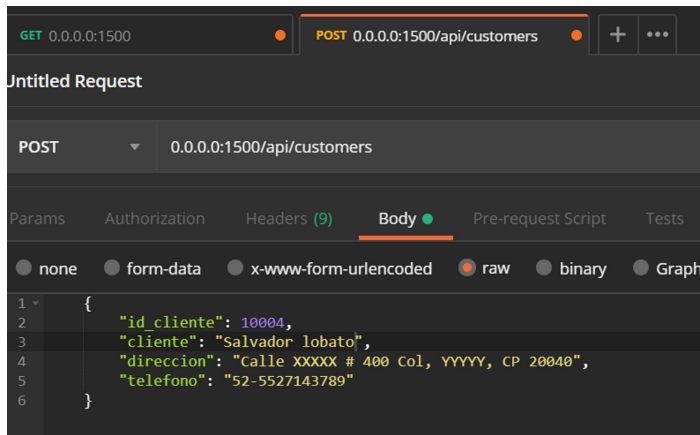 GET 0.0.0.0:1500
POST 0.0.0.0:1500/api/customers
+ •••
Untitled Request
POST 0.0.0.0:1500/api/customers
Params Authorization Headers (9) Body Pre-request Script Tests
none form-data x-www-form-urlencoded raw binary Graph
1 {
2 "id_cliente": 10004,
3 "cliente": "Salvador lobato",
4 "direccion": "Calle XXXXX # 400 Col, YYYYY, CP 20040",
5 "telefono": "52-5527143789"
6 }